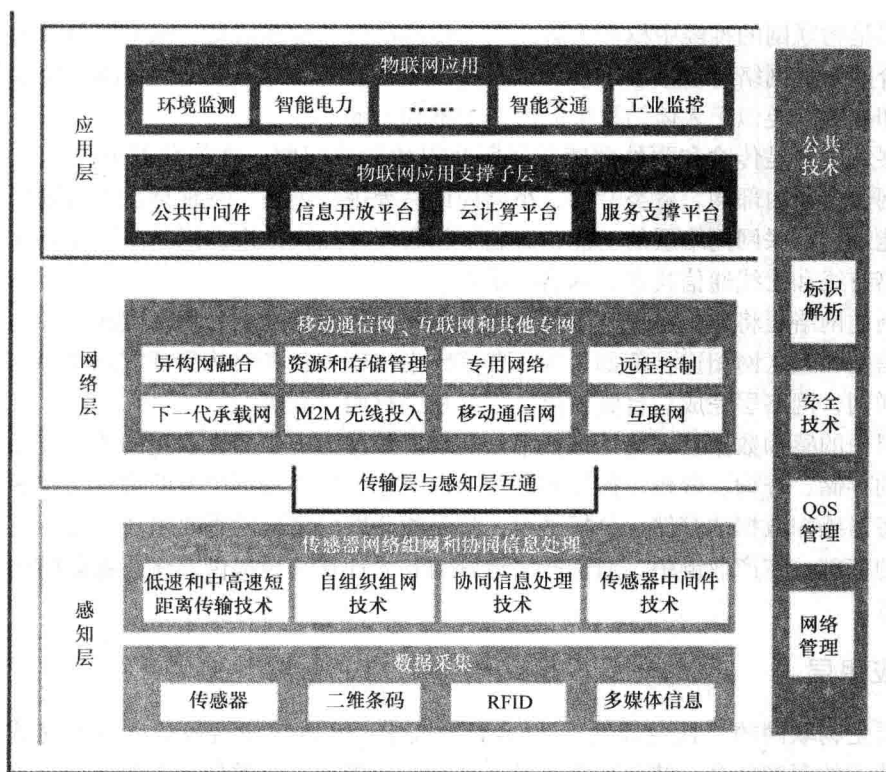 物联网应用
环境监测 智能电力 …… 智能交通 工业监控
应用层
物联网应用支撑子层
公共中间件 信息开放平台 云计算平台 服务支撑平台
移动通信网、互联网和其他专网
异构网融合 资源和存储管理 专用网络 远程控制
网络层
下一代承载网 M2M 无线投入 移动通信网 互联网
传输层与感知层互通
传感器网络组网和协同信息处理
低速和中高速短
距离传输技术
自组织组网
技术
协同信息处理
技术
传感器中间件
技术
感知层
数据采集
传感器 二维条码 RFID 多媒体信息
公共
技术
标识
解析
安全
技术
QoS
管理
网络
管理